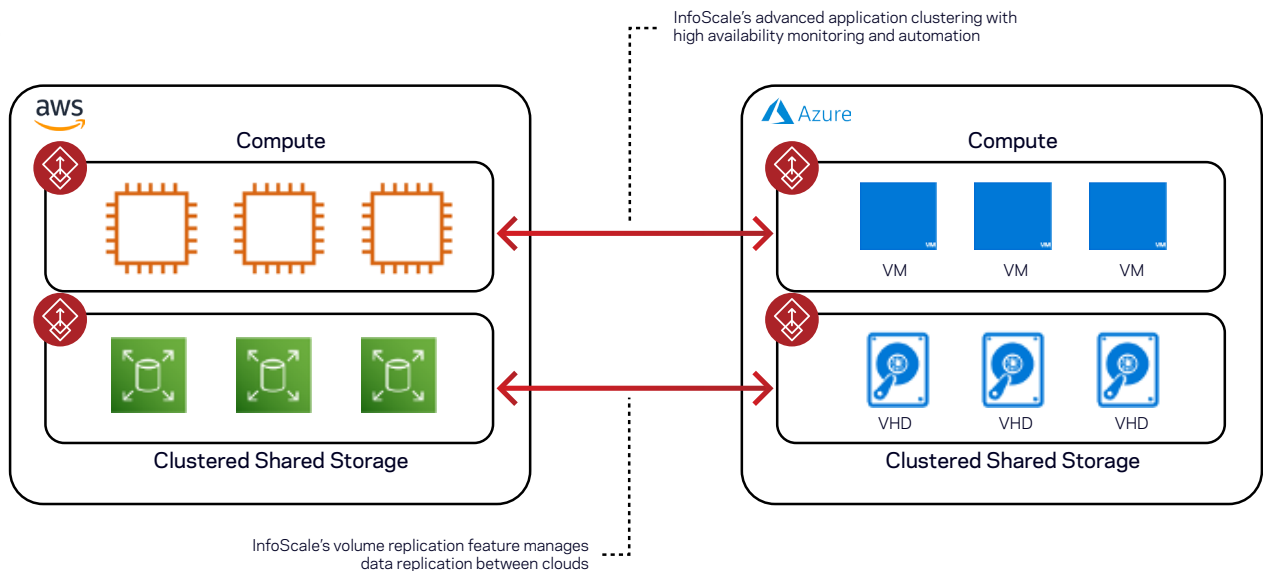 InfoScale’s advanced application clustering with
high availability monitoring and automation
aws
Compute
Azure
Compute
VM
VM
VM
VM
VM
VM
Clustered Shared Storage
VHD
VHD
VHD
Clustered Shared Storage
InfoScale’s volume replication feature manages
data replication between clouds